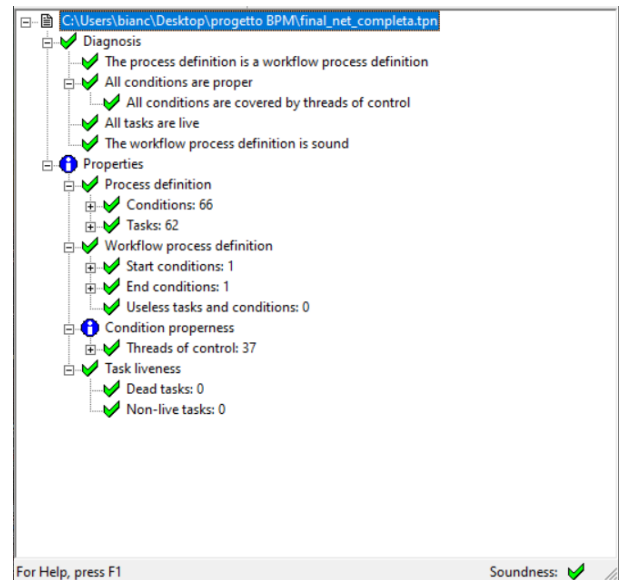 C:\Users\bianc\Desktop\progetto BPM\final_net_completa.tpn
Diagnosis
The process definition is a workflow process definition
All conditions are proper
All conditions are covered by threads of control
All tasks are live
The workflow process definition is sound
Properties
Process definition
Conditions: 66
Tasks: 62
Workflow process definition
Start conditions: 1
End conditions: 1
Useless tasks and conditions: 0
Condition properness
Threads of control: 37
Task liveness
Dead tasks: 0
Non-live tasks: 0
For Help, press F1 Soundness: